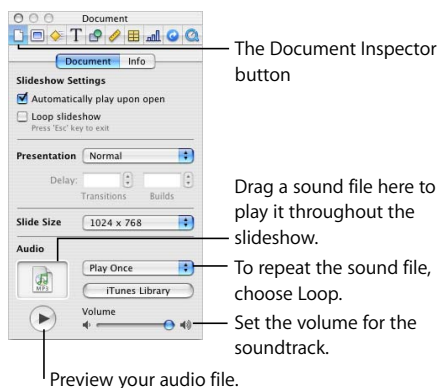 Document
T
Document Info
Slideshow Settings
Automatically play upon open
Loop slideshow
Press 'Esc' key to exit
Presentation Normal
Delay:
Transitions Builds
Slide Size 1024 x 768
Audio
MP3
Play Once
iTunes Library
Volume
The Document Inspector
button
Drag a sound file here to
play it throughout the
slideshow.
To repeat the sound file,
choose Loop.
Set the volume for the
soundtrack.
Preview your audio file.